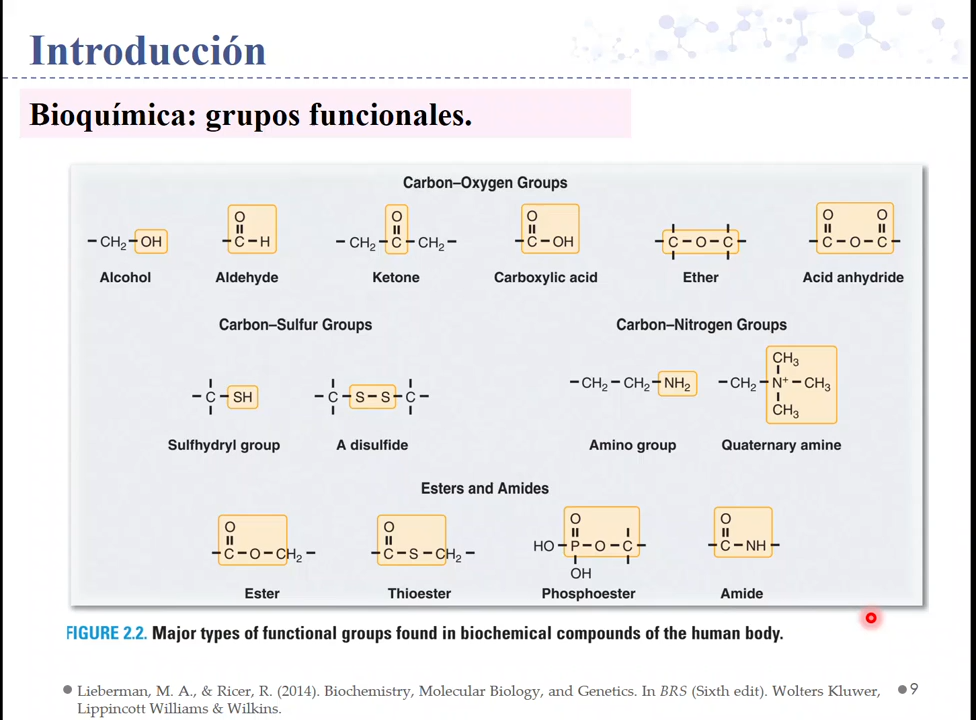 Introducción
Bioquímica: grupos funcionales.
Carbon–Oxygen Groups
O O O O O O
– CH₂ – OH – C – H – CH₂ – C – CH₂ – – C – OH – C – O – C – – C – O – C –
Alcohol Aldehyde Ketone Carboxylic acid Ether Acid anhydride
Carbon–Sulfur Groups Carbon–Nitrogen Groups
CH₃
– CH₂ – CH₂ – NH₂ – CH₂ – N⁺ – CH₃
– C – SH – C – S – S – C –
CH₃
Sulfhydryl group A disulfide Amino group Quaternary amine
Esters and Amides
O O O O
– C – O – CH₂ – – C – S – CH₂ – HO – P – O – C – – C – NH –
OH
Ester Thioester Phosphoester Amide
FIGURE 2.2. Major types of functional groups found in biochemical compounds of the human body.
Lieberman, M. A., & Ricer, R. (2014). Biochemistry, Molecular Biology, and Genetics. In BRS (Sixth edit). Wolters Kluwer,
Lippincott Williams & Wilkins.
9